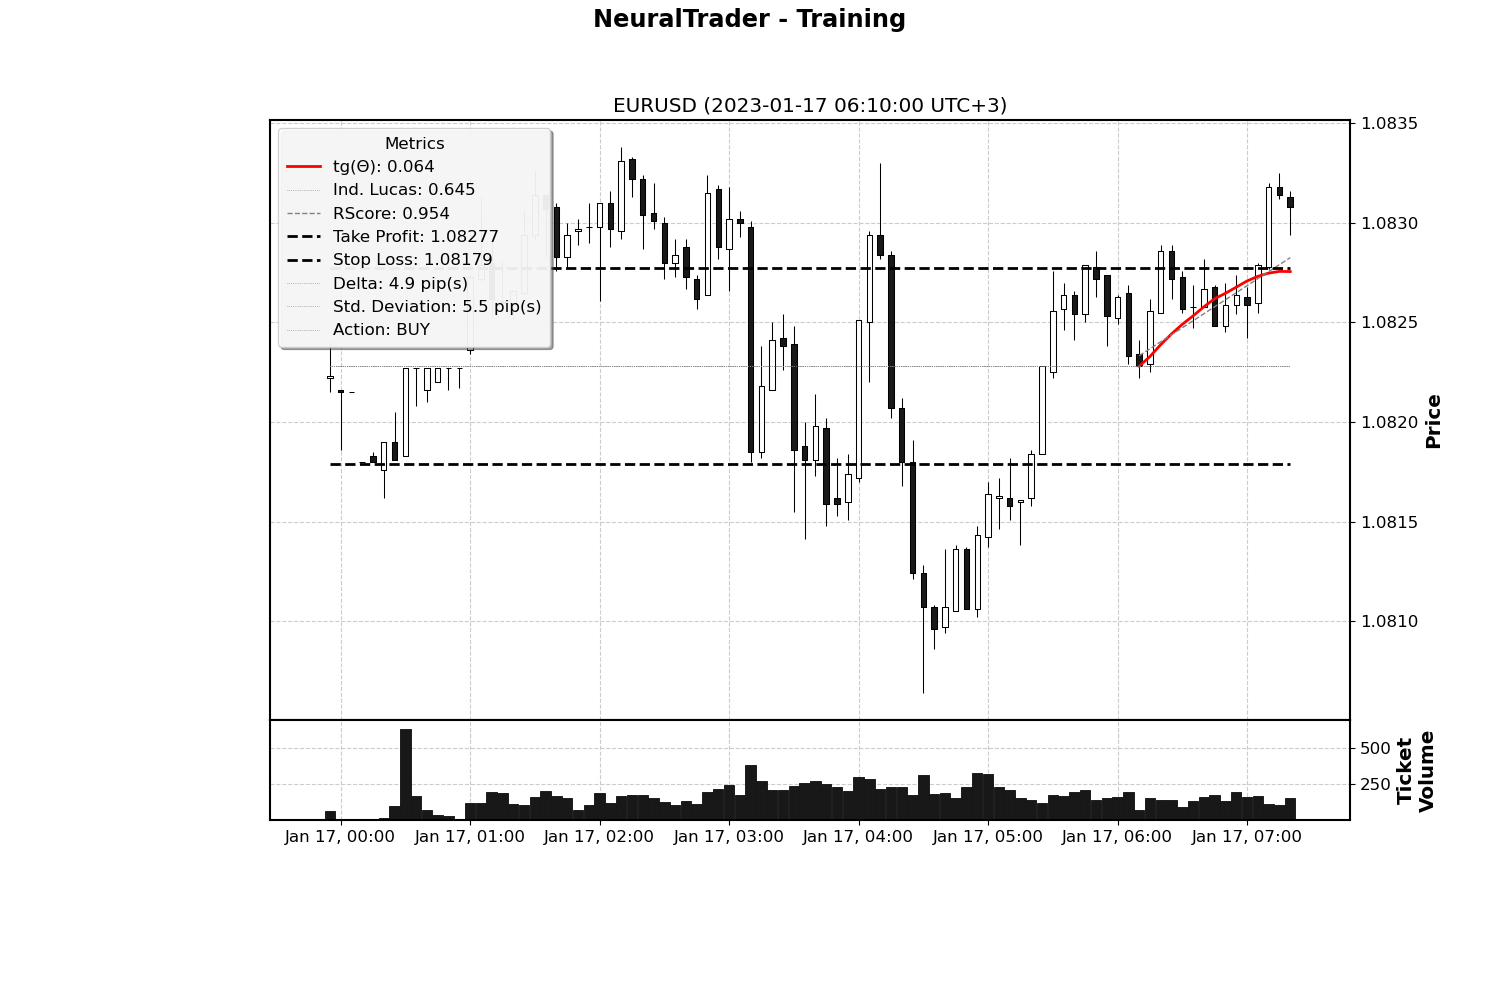 NeuralTrader - Training
EURUSD (2023-01-17 06:10:00 UTC+3)
Metrics
tg(Θ): 0.064
Ind. Lucas: 0.645
RScore: 0.954
Take Profit: 1.08277
Stop Loss: 1.08179
Delta: 4.9 pip(s)
Std. Deviation: 5.5 pip(s)
Action: BUY
1.0835
1.0830
1.0825
1.0820
1.0815
1.0810
Price
500
250
Ticket
Volume
Jan 17, 00:00
Jan 17, 01:00
Jan 17, 02:00
Jan 17, 03:00
Jan 17, 04:00
Jan 17, 05:00
Jan 17, 06:00
Jan 17, 07:00